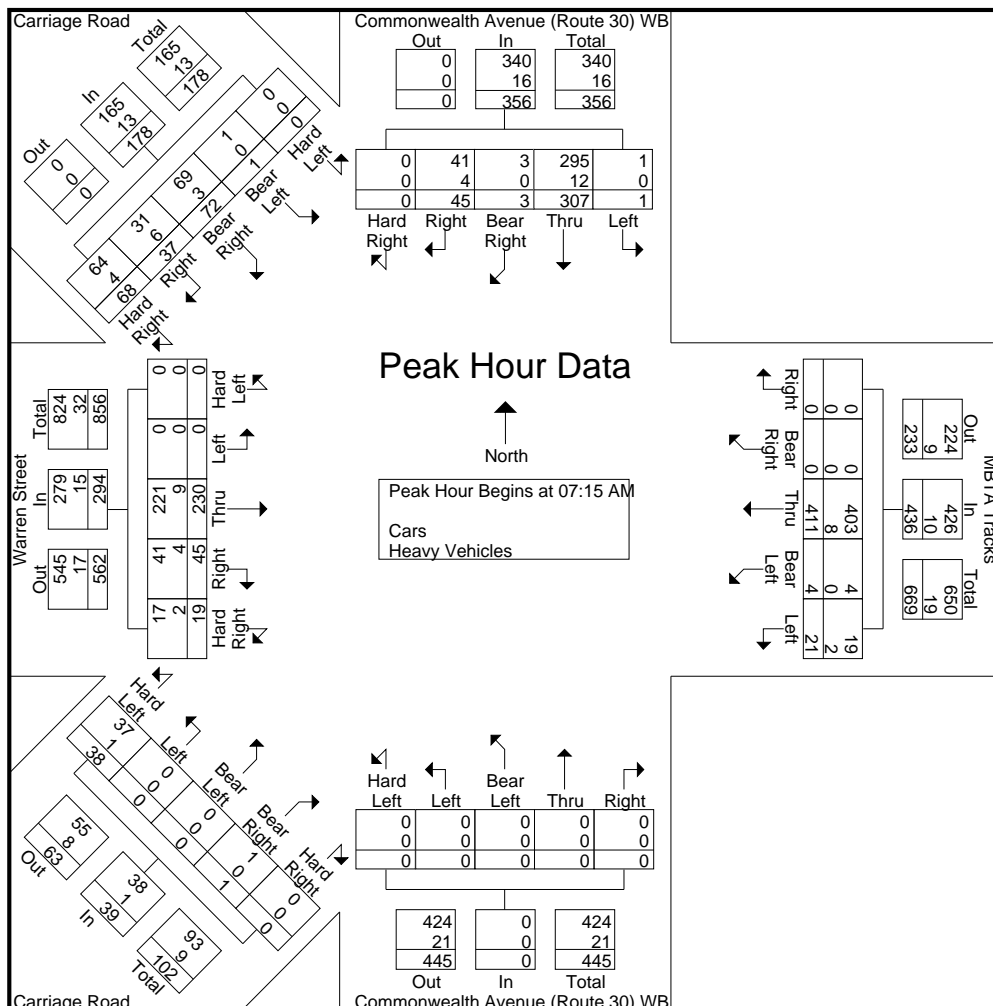 Carriage Road
Out
0
0
0
In
165
13
178
Total
165
13
178
64
4
68
Hard
Right
31
6
37
Right
69
3
72
Bear
Right
1
0
1
Bear
Left
0
0
0
Hard
Left
Commonwealth Avenue (Route 30) WB
Out In Total
0 340 340
0 16 16
0 356 356
0 41 3 295 1
0 4 0 12 0
0 45 3 307 1
Hard
Right
Right
Bear
Right
Thru
Left
Warren Street
Total
824
32
856
In
279
15
294
Out
545
17
562
0
0
0
Hard
Left
0
0
0
Left
221
9
230
Thru
41
4
45
Right
17
2
19
Hard
Right
Peak Hour Data
North
Peak Hour Begins at 07:15 AM
Cars
Heavy Vehicles
Right
0
0
0
Bear
Right
0
0
0
Thru
403
8
411
Bear
Left
4
0
4
Left
19
2
21
MBTA Tracks
Out
224
9
233
In
426
10
436
Total
650
19
669
Hard
Left
37
1
38
Left
0
0
0
Bear
Left
0
0
0
Bear
Right
1
0
1
Hard
Right
0
0
0
55
8
63
Out
38
1
39
In
93
9
102
Total
Carriage Road
Hard
Left
Left
Bear
Left
Thru
Right
0 0 0 0 0
0 0 0 0 0
0 0 0 0 0
424 0 424
21 0 21
445 0 445
Out In Total
Commonwealth Avenue (Route 30) WB